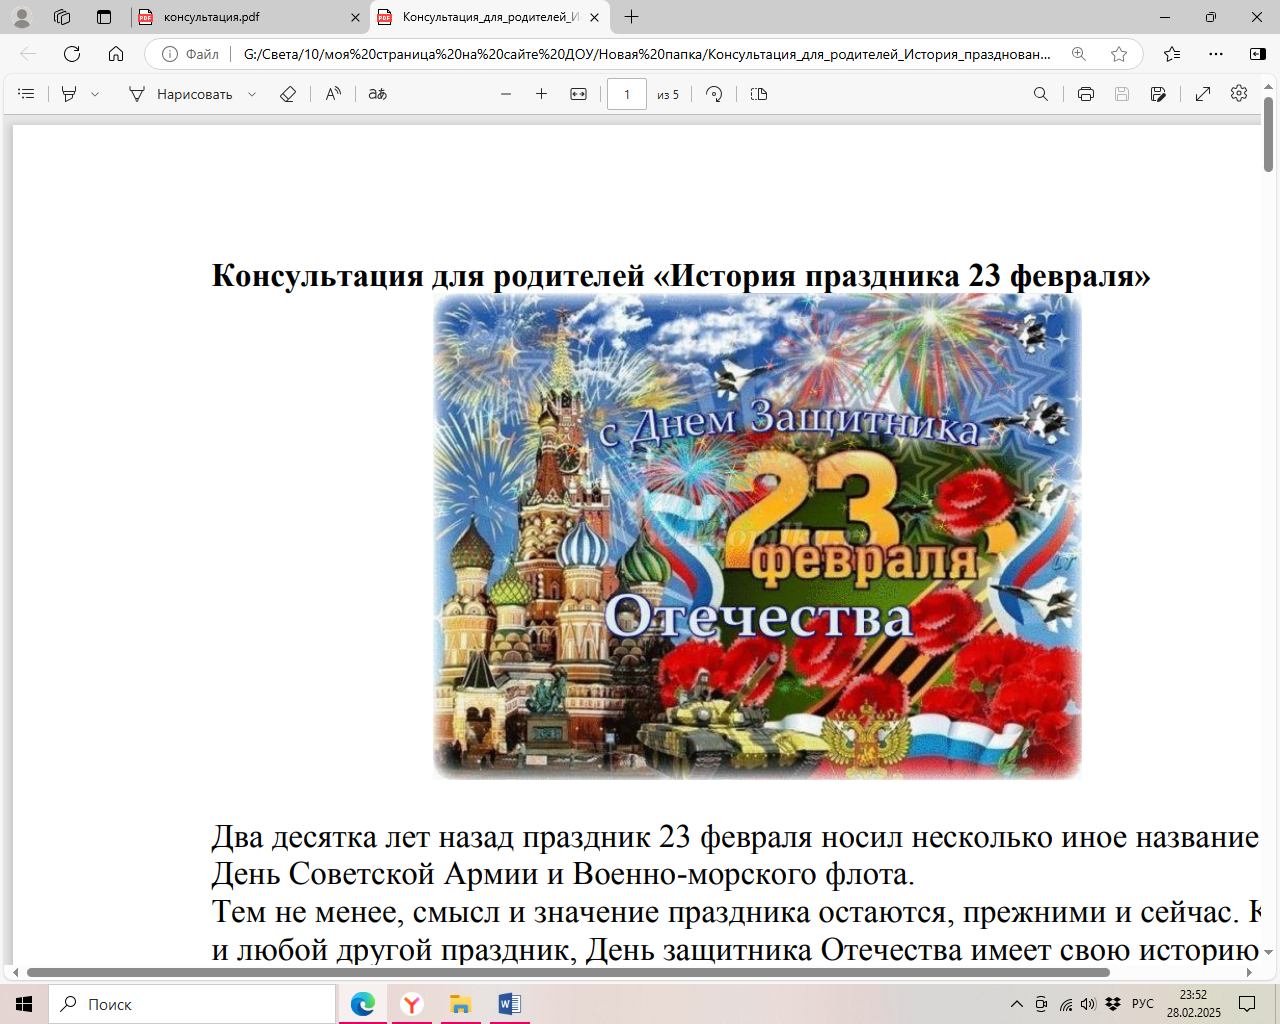 консультация.pdf
Консультация_для_родителей_И
Файл
G:/Света/10/моя%20страница%20на%20сайте%20ДОУ/Новая%20папка/Консультация_для_родителей_История_празднован...
Нарисовать
1
из 5
Консультация для родителей «История праздника 23 февраля»
с Днем Защитника
23
февраля
Отечества
Два десятка лет назад праздник 23 февраля носил несколько иное название
День Советской Армии и Военно-морского флота.
Тем не менее, смысл и значение праздника остаются, прежними и сейчас. К
и любой другой праздник, День защитника Отечества имеет свою историю
Поиск
РУС
23:52
28.02.2025